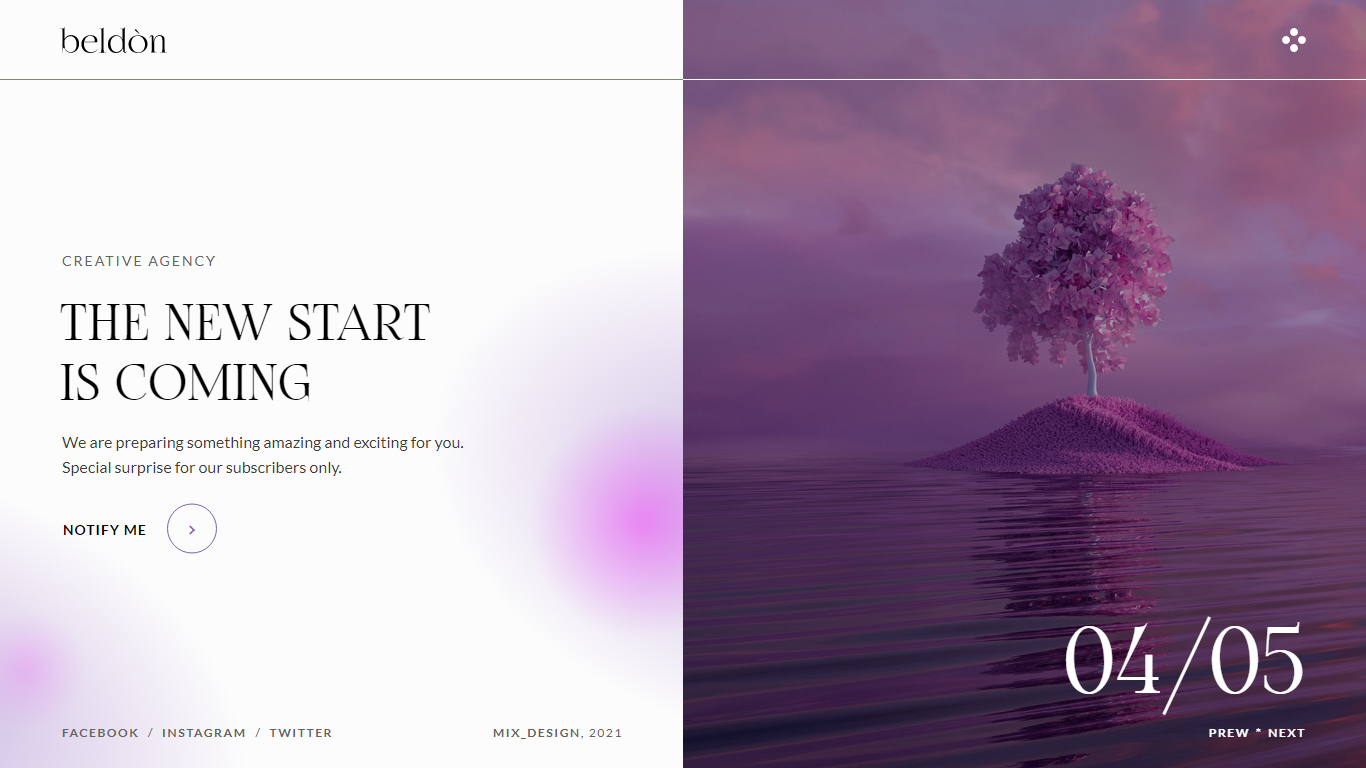 beldòn
CREATIVE AGENCY
THE NEW START
IS COMING
We are preparing something amazing and exciting for you.
Special surprise for our subscribers only.
NOTIFY ME
FACEBOOK / INSTAGRAM / TWITTER
MIX_DESIGN, 2021
04/05
PREW * NEXT